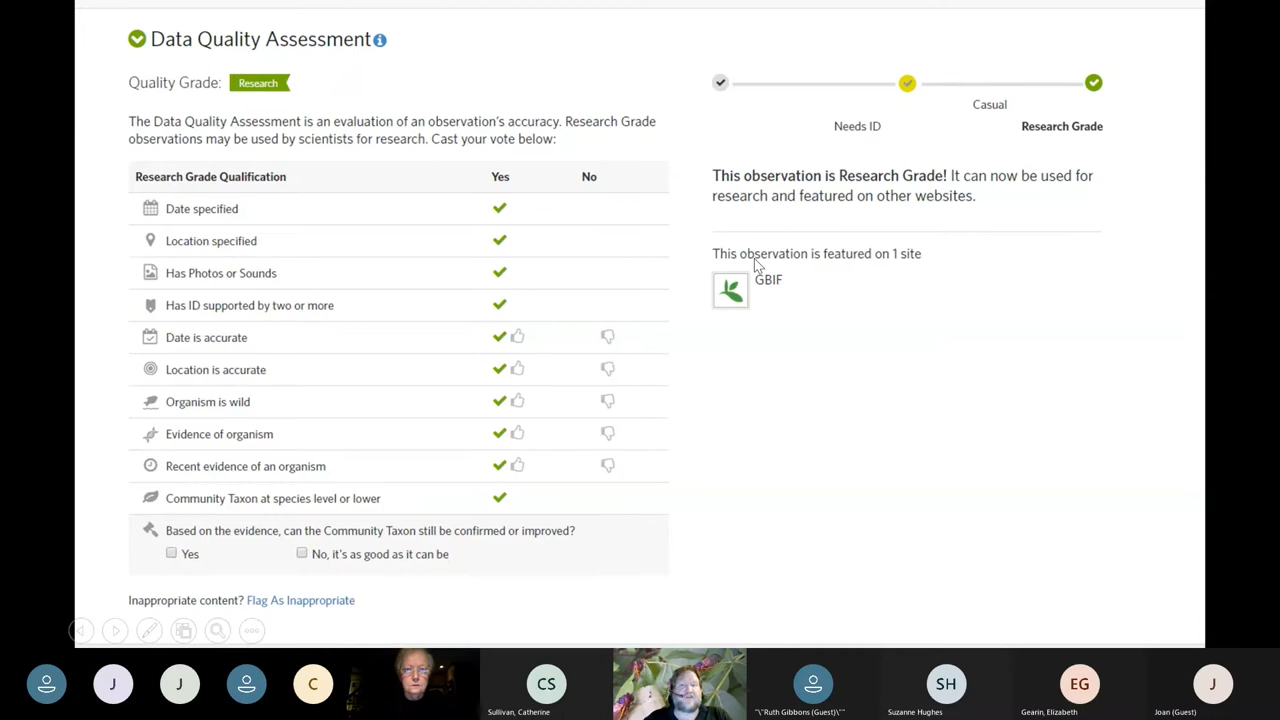 Data Quality Assessment
Quality Grade: Research
The Data Quality Assessment is an evaluation of an observation's accuracy. Research Grade
observations may be used by scientists for research. Cast your vote below:
Research Grade Qualification Yes No
Date specified
Location specified
Has Photos or Sounds
Has ID supported by two or more
Date is accurate
Location is accurate
Organism is wild
Evidence of organism
Recent evidence of an organism
Community Taxon at species level or lower
Based on the evidence, can the Community Taxon still be confirmed or improved?
Yes No, it's as good as it can be
Inappropriate content? Flag As Inappropriate
Casual
Needs ID Research Grade
This observation is Research Grade! It can now be used for
research and featured on other websites.
This observation is featured on 1 site
GBIF
J J C CS SH EG J
Sullivan, Catherine "\"Ruth Gibbons (Guest)\"" Suzanne Hughes Gearin, Elizabeth Joan (Guest)